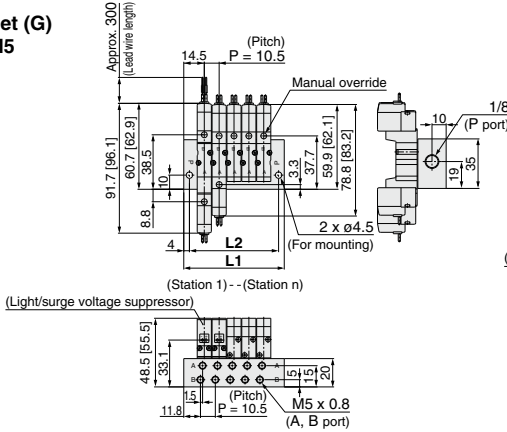 et (G)
15
Approx. 300
(Lead wire length)
14.5
(Pitch)
P = 10.5
Manual override
91.7 [96.1]
60.7 [62.9]
38.5
10
8.8
3.3
37.7
59.9 [62.1]
78.8 [83.2]
4
L2
L1
2 x ø4.5
(For mounting)
10
1/8
(P port)
19
35
(Station 1) - - (Station n)
(Light/surge voltage suppressor)
48.5 [55.5]
33.1
A
A
B
B
5
15
20
1.5
(Pitch)
11.8
P = 10.5
M5 x 0.8
(A, B port)